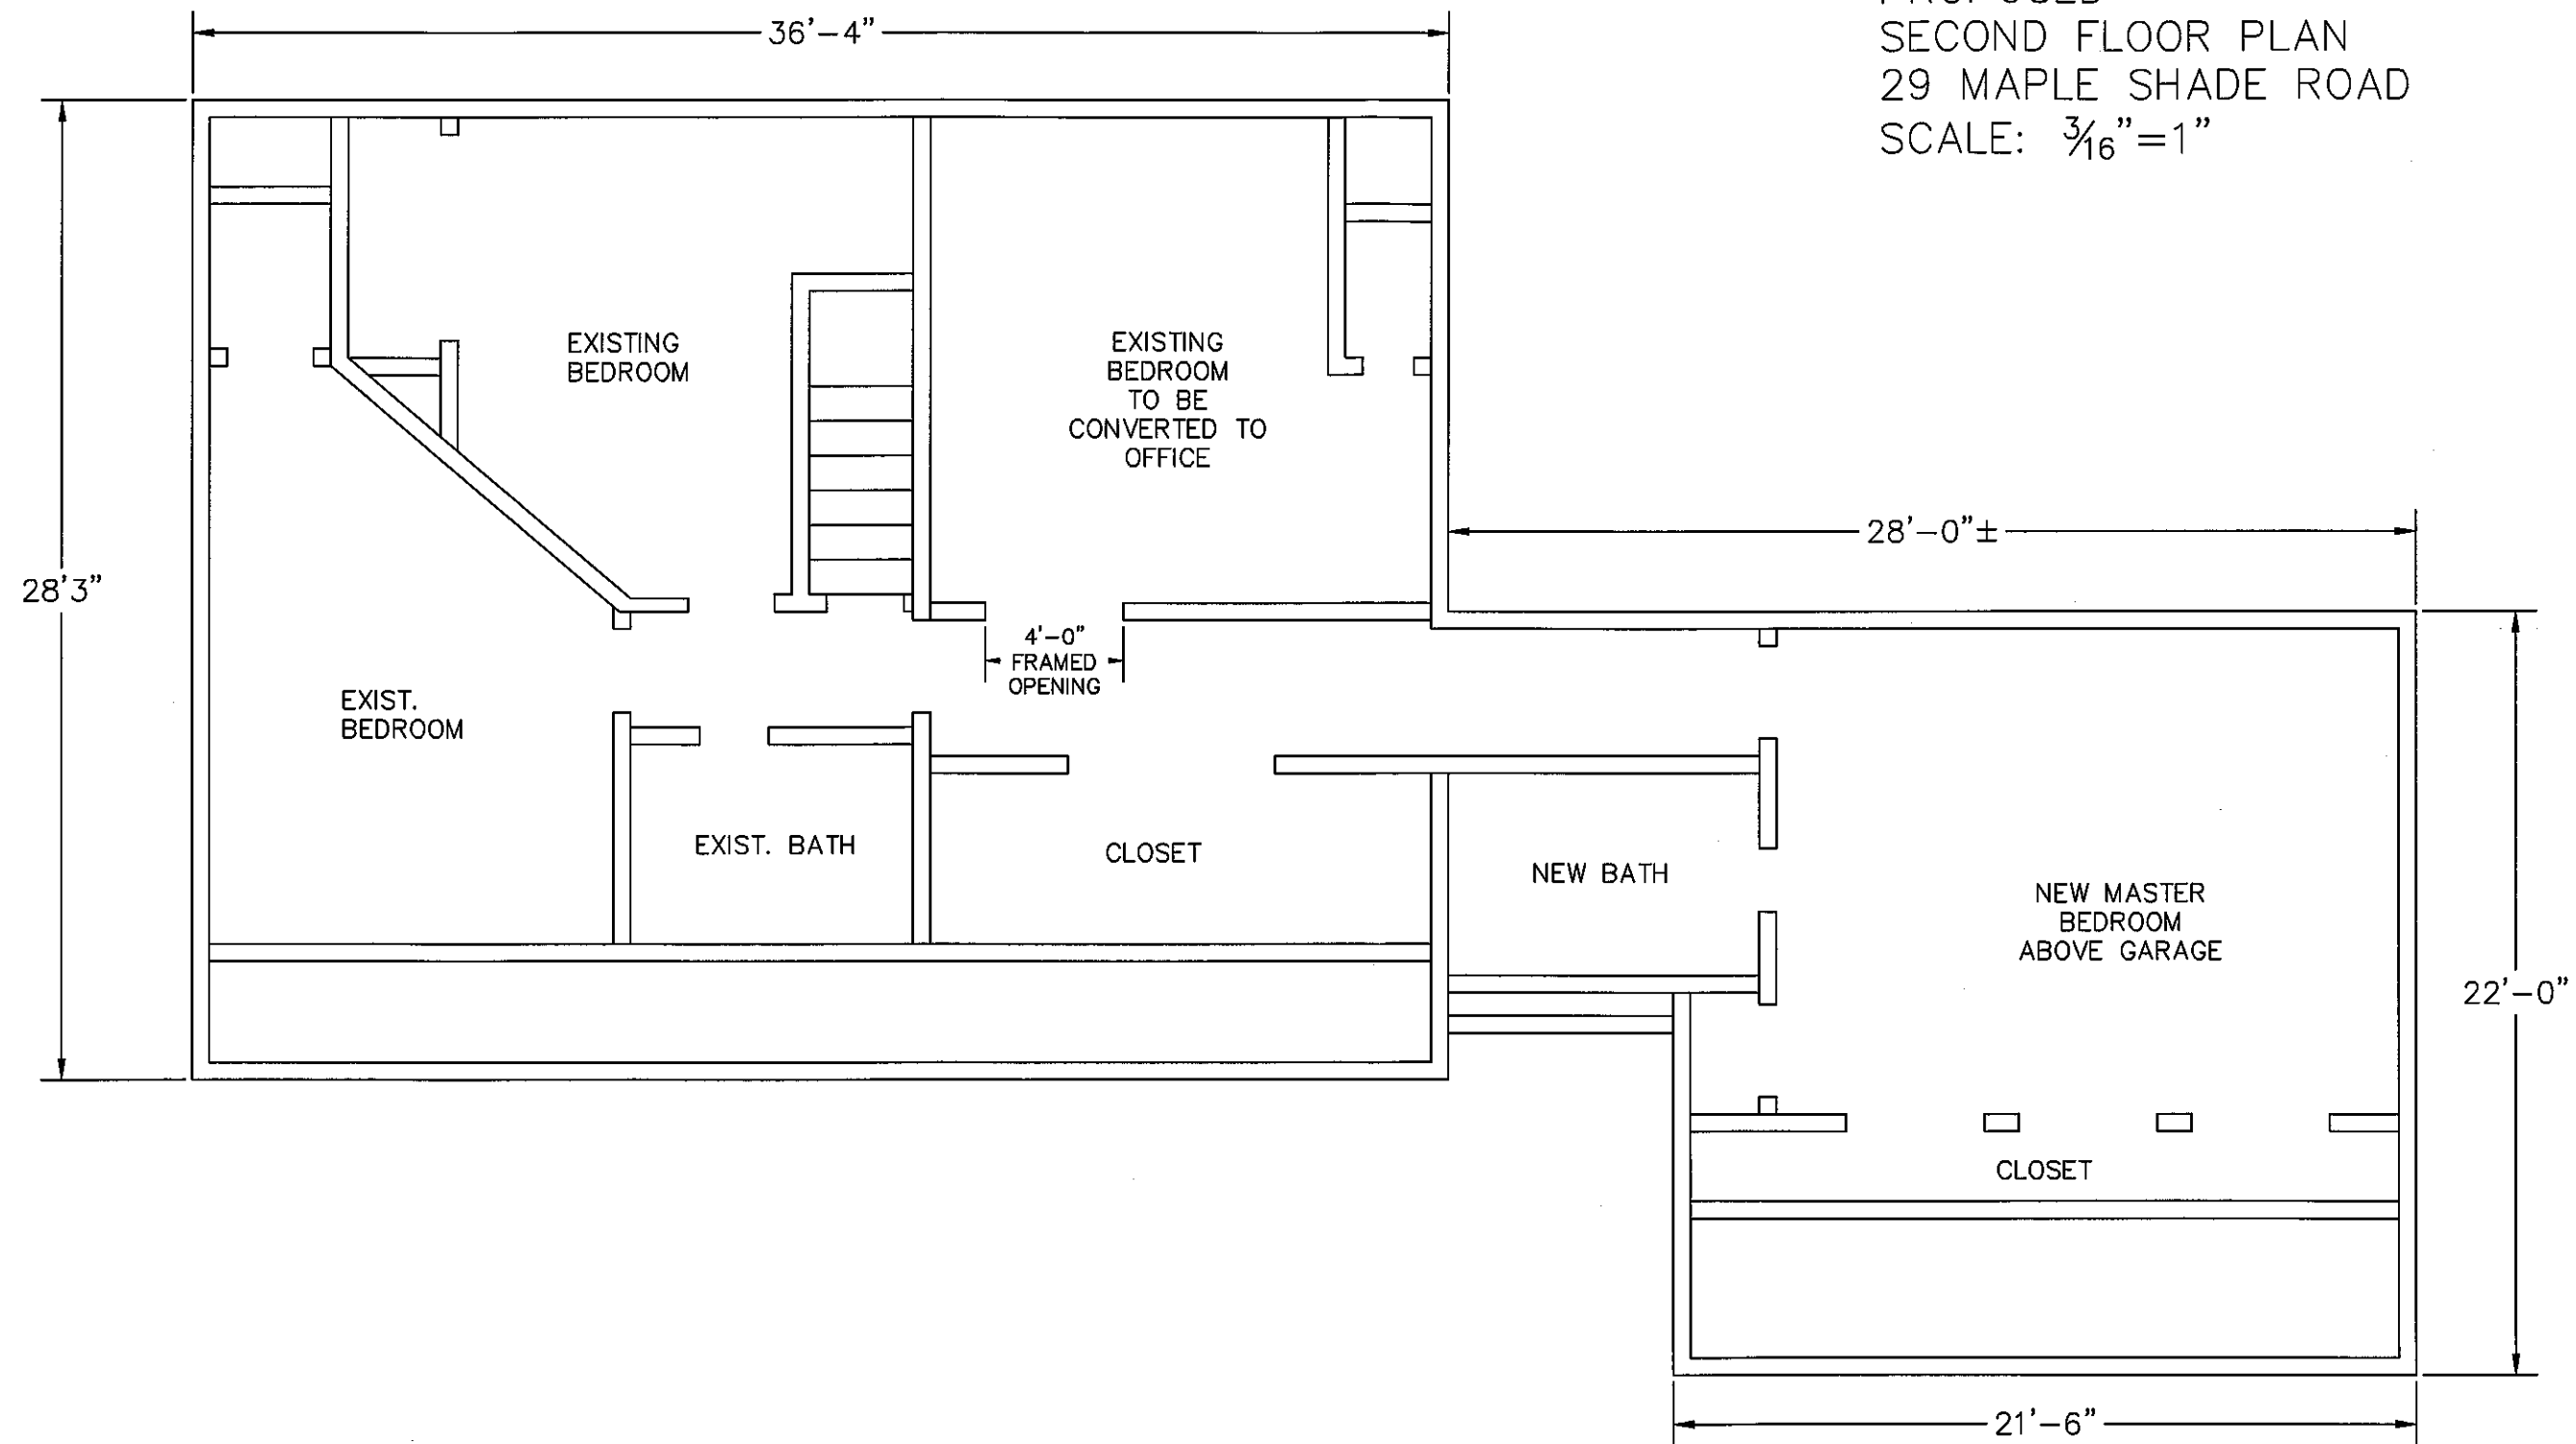 36'-4"
PROPOSED
SECOND FLOOR PLAN
29 MAPLE SHADE ROAD
SCALE: 3/16"=1"
EXISTING
BEDROOM
EXISTING
BEDROOM
TO BE
CONVERTED TO
OFFICE
28'-0"±
28'3"
4'-0"
FRAMED
OPENING
EXIST.
BEDROOM
EXIST. BATH
CLOSET
NEW BATH
NEW MASTER
BEDROOM
ABOVE GARAGE
22'-0"
CLOSET
21'-6"